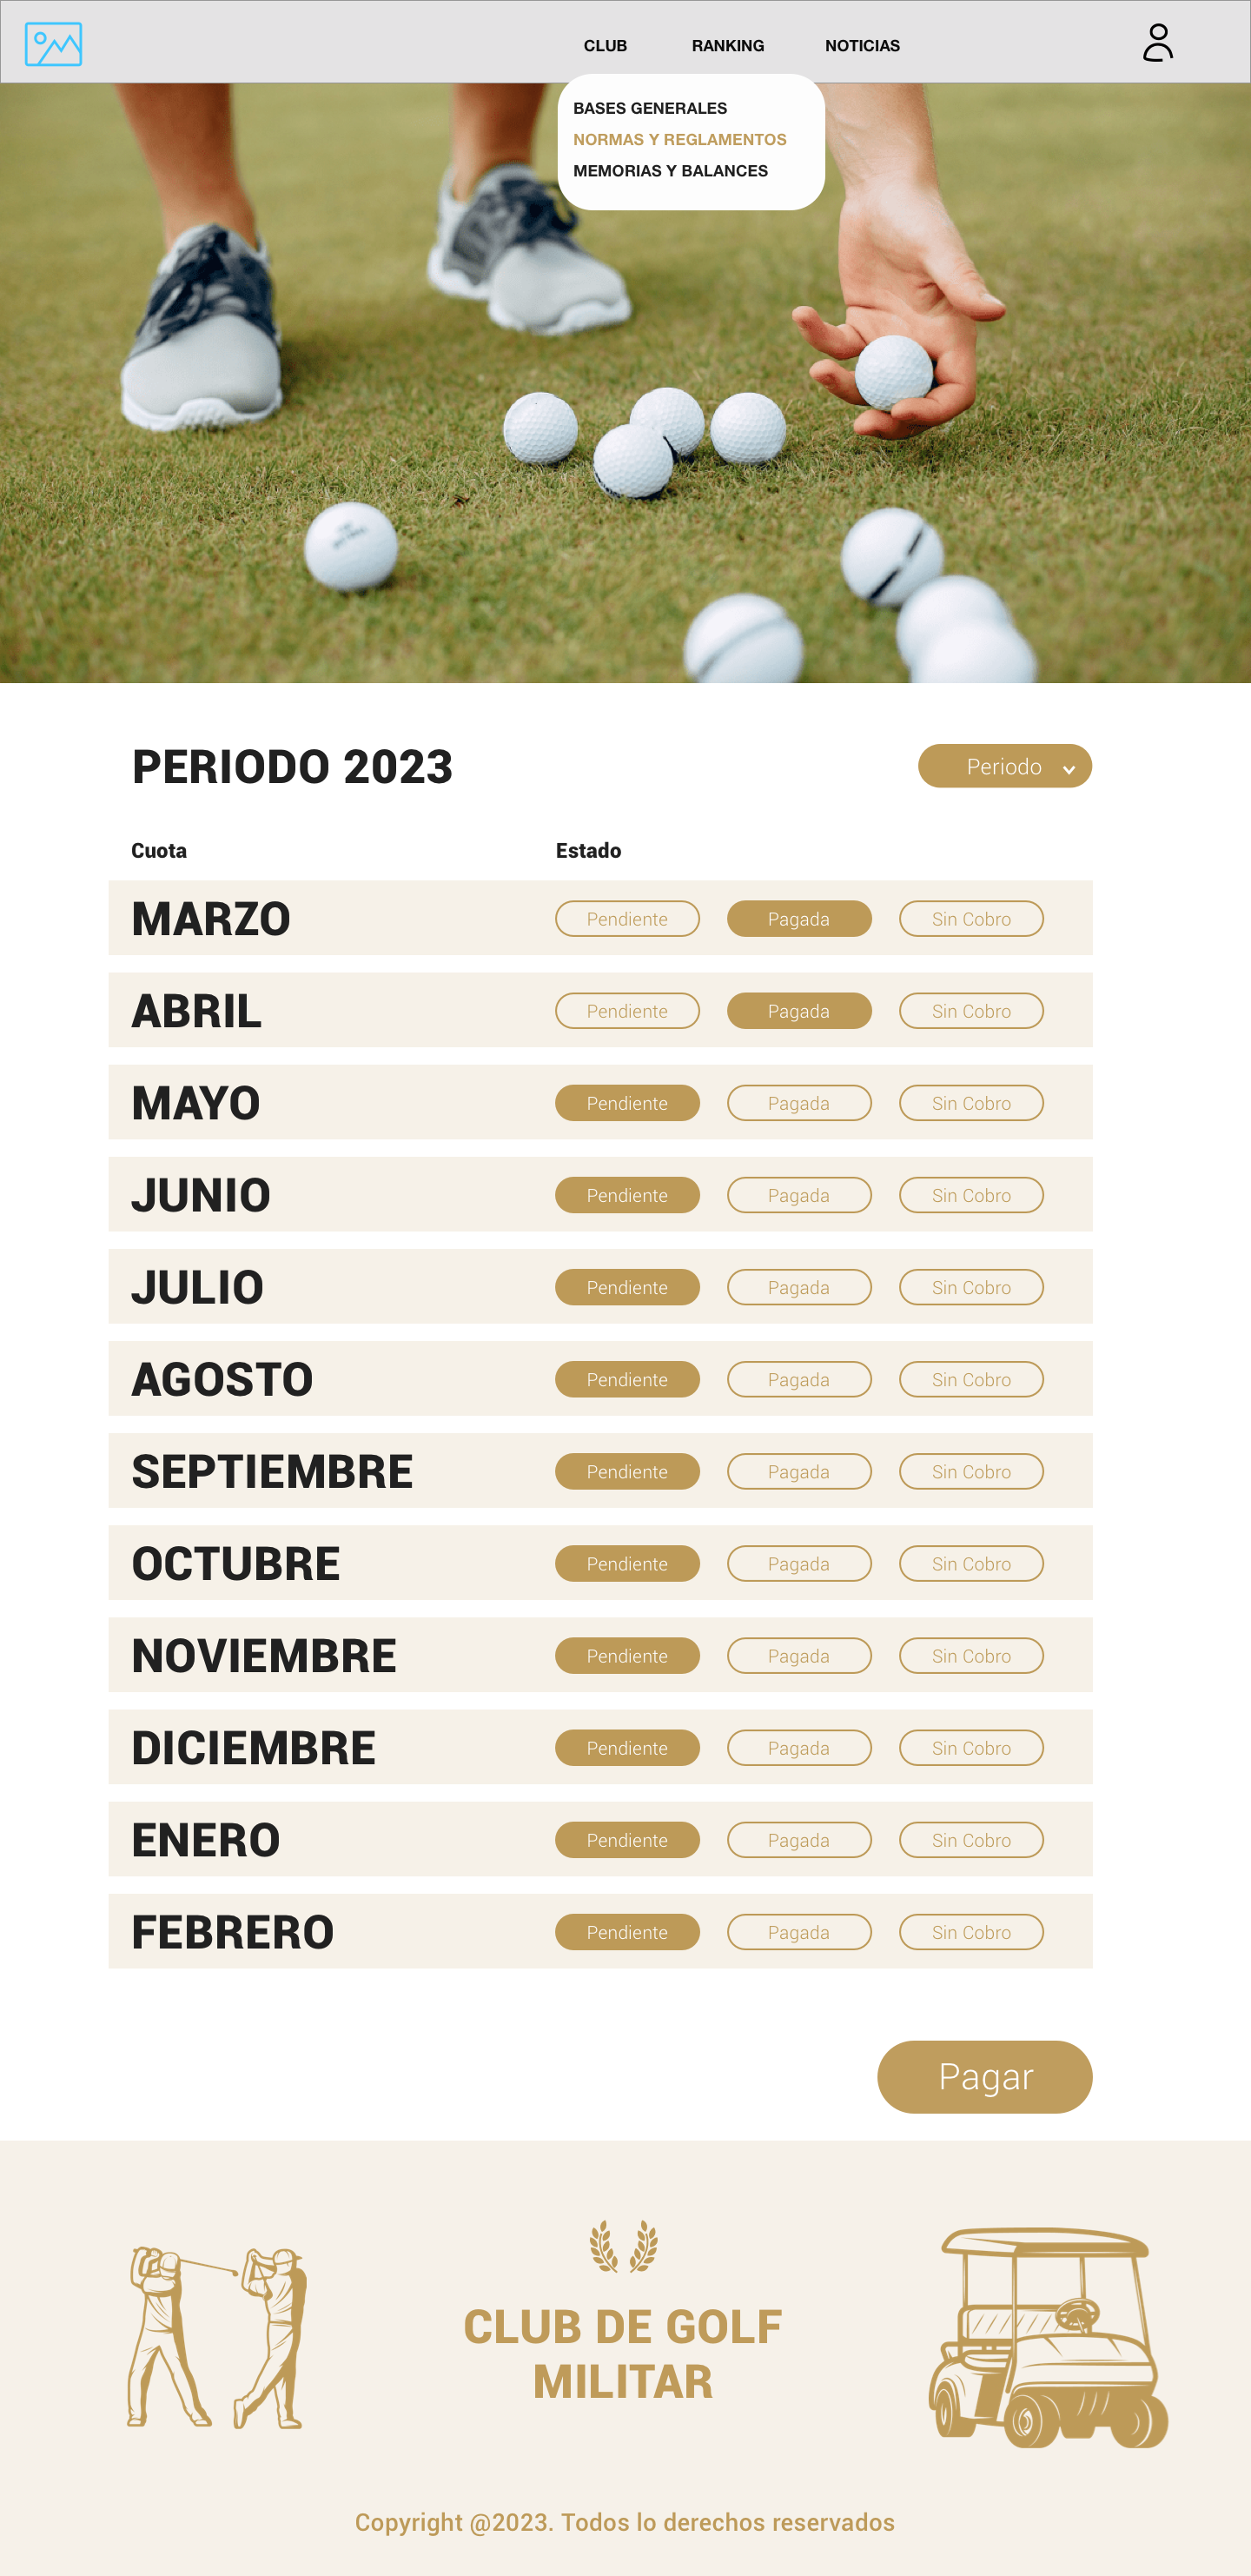 CLUB RANKING NOTICIAS
BASES GENERALES
NORMAS Y REGLAMENTOS
MEMORIAS Y BALANCES
PERIODO 2023 Periodo
Cuota Estado
MARZO Pendiente Pagada Sin Cobro
ABRIL Pendiente Pagada Sin Cobro
MAYO Pendiente Pagada Sin Cobro
JUNIO Pendiente Pagada Sin Cobro
JULIO Pendiente Pagada Sin Cobro
AGOSTO Pendiente Pagada Sin Cobro
SEPTIEMBRE Pendiente Pagada Sin Cobro
OCTUBRE Pendiente Pagada Sin Cobro
NOVIEMBRE Pendiente Pagada Sin Cobro
DICIEMBRE Pendiente Pagada Sin Cobro
ENERO Pendiente Pagada Sin Cobro
FEBRERO Pendiente Pagada Sin Cobro
Pagar
CLUB DE GOLF
MILITAR
Copyright @2023. Todos lo derechos reservados